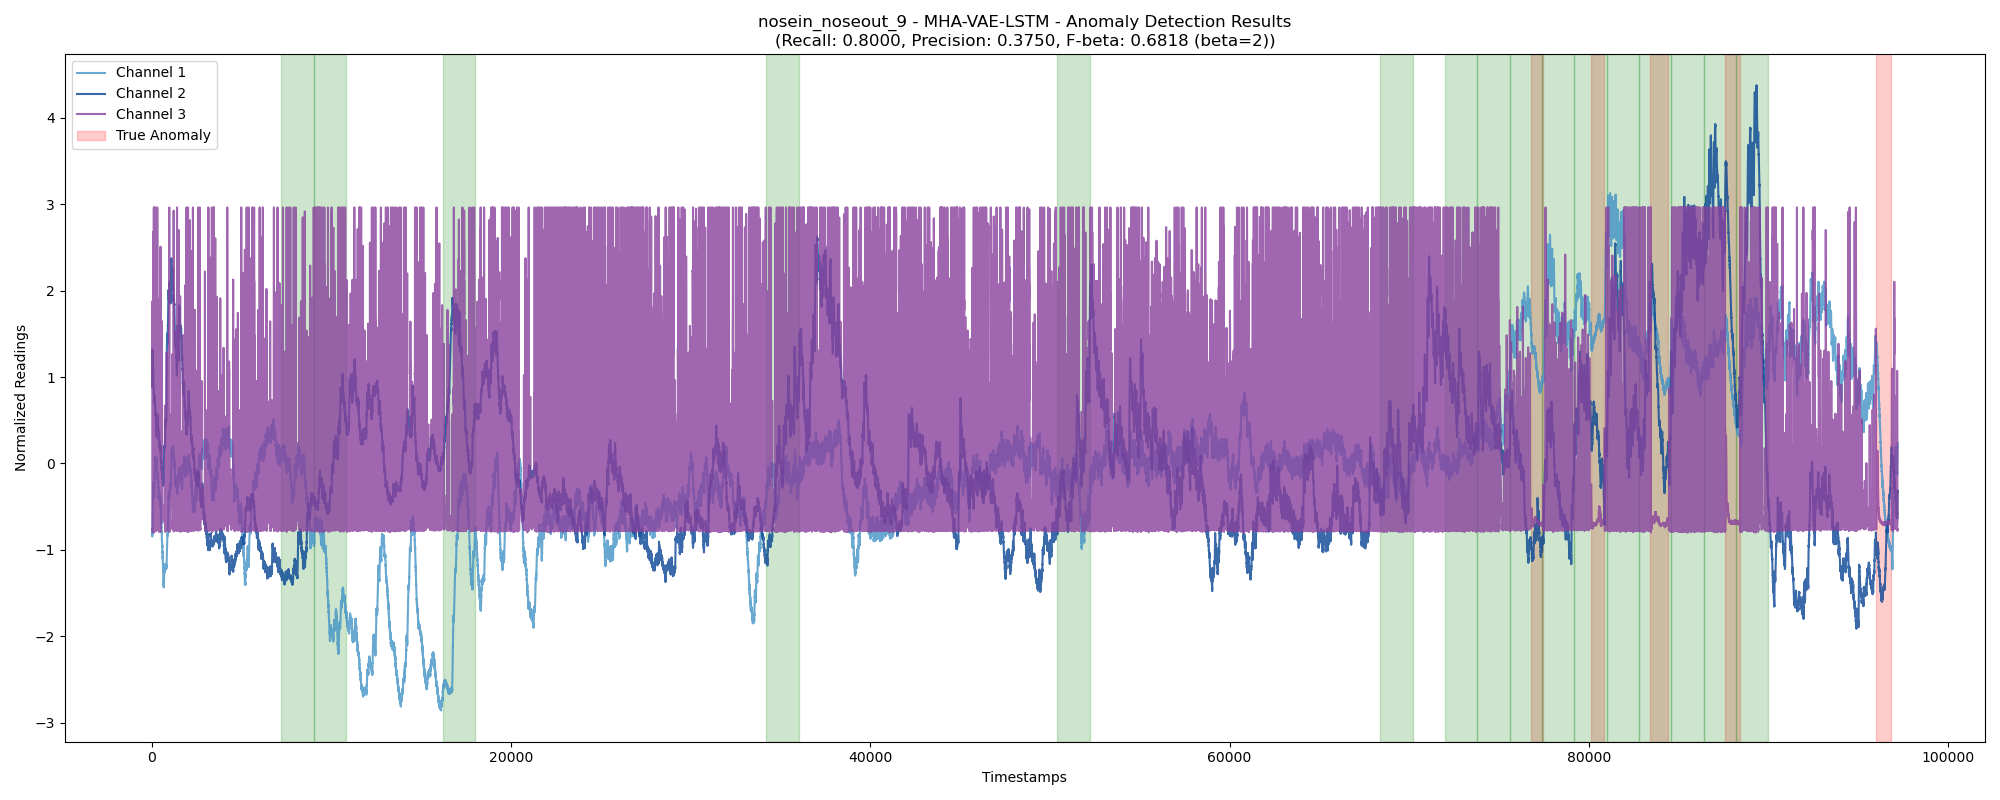 nosein_noseout_9 - MHA-VAE-LSTM - Anomaly Detection Results
(Recall: 0.8000, Precision: 0.3750, F-beta: 0.6818 (beta=2))
Channel 1
Channel 2
Channel 3
True Anomaly
Normalized Readings
4
3
2
1
0
−1
−2
−3
0
20000
40000
60000
80000
100000
Timestamps